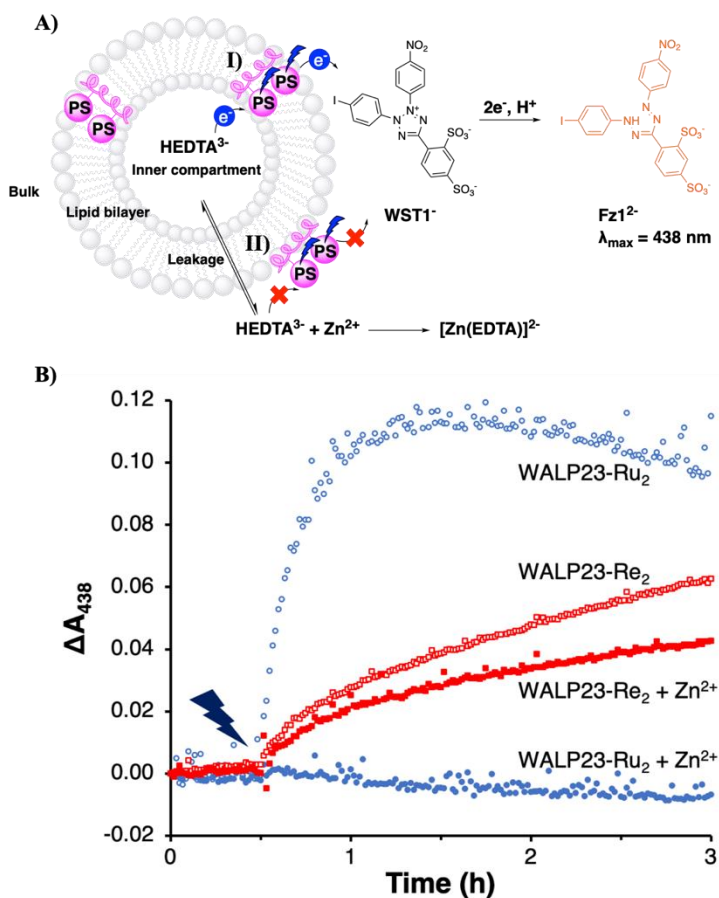 A)
I)
e⁻
PS PS
PS
PS
e⁻
HEDTA³⁻
Inner compartment
Bulk
Lipid bilayer
Leakage
II)
PS
PS
HEDTA³⁻ + Zn²⁺
[Zn(EDTA)]²⁻
NO₂
I
N N⁺
N N
SO₃⁻
SO₃⁻
WST1⁻
2e⁻, H⁺
NO₂
I
NH N
N N
SO₃⁻
SO₃⁻
Fz1²⁻
λmax = 438 nm
B)
ΔA₄₃₈
0.12
0.10
0.08
0.06
0.04
0.02
0.00
-0.02
WALP23-Ru₂
WALP23-Re₂
WALP23-Re₂ + Zn²⁺
WALP23-Ru₂ + Zn²⁺
0 1 2 3
Time (h)